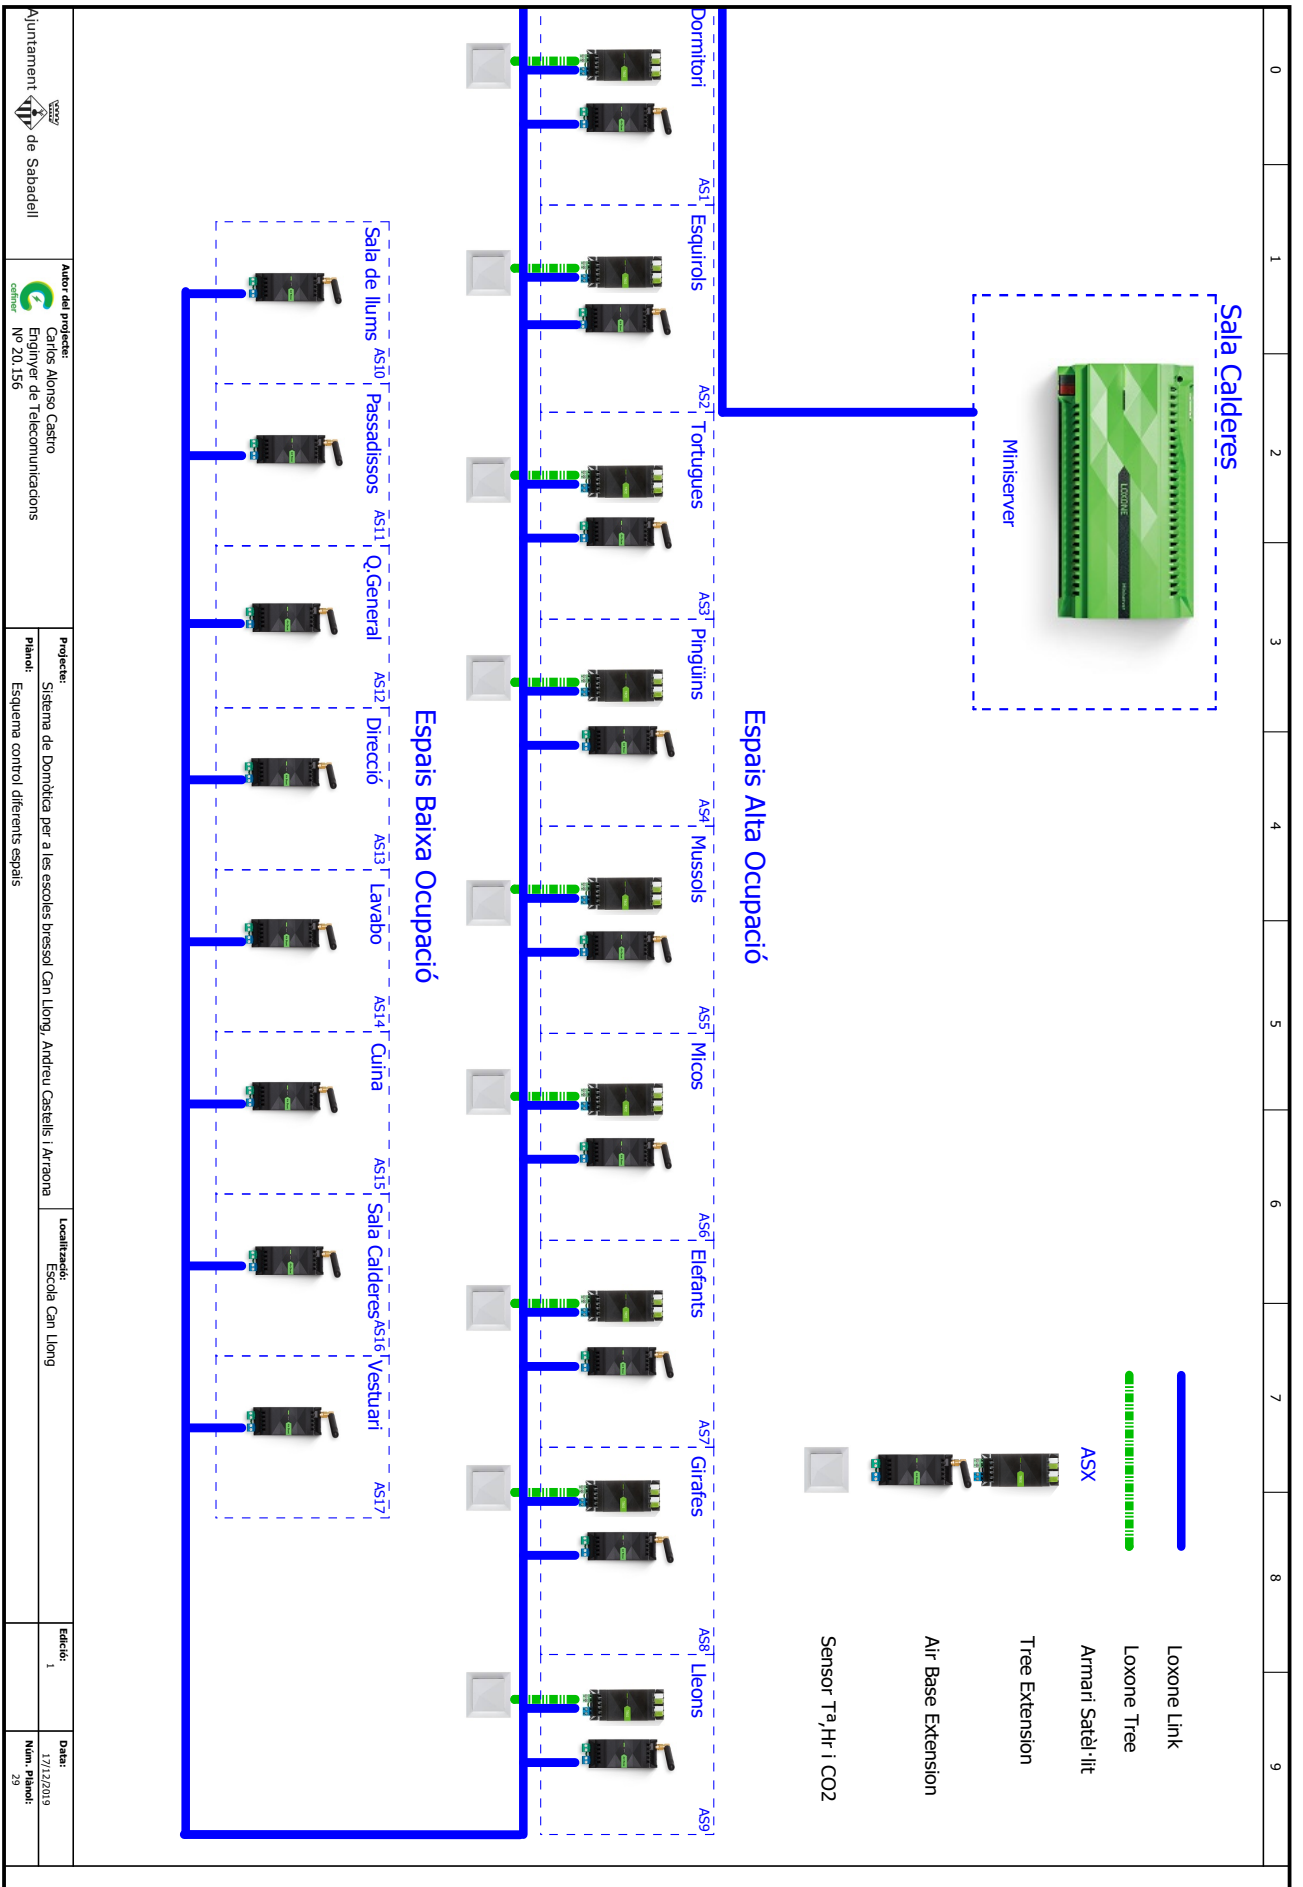 0
1
2
3
4
5
6
7
8
9
Sala Calderes
LOXONE
Miniserver
Miniserver
Loxone Link
Loxone Tree
ASX
Armari Satèl·lit
Tree Extension
Air Base Extension
Sensor Tª,Hr i CO2
Espais Alta Ocupació
Dormitori
AS1
Esquirols
AS2
Tortugues
AS3
Pingüins
AS4
Mussols
AS5
Micos
AS6
Elefants
AS7
Girafes
AS8
Lleons
AS9
Espais Baixa Ocupació
Sala de llums
AS10
Passadissos
AS11
Q.General
AS12
Direcció
AS13
Lavabo
AS14
Cuina
AS15
Sala Calderes
AS16
Vestuari
AS17
Ajuntament de Sabadell
Autor del projecte:
cefiner
Carlos Alonso Castro
Enginyer de Telecomunicacions
Nº 20.156
Projecte:
Sistema de Domòtica per a les escoles bressol Can Llong, Andreu Castells i Arraona
Plànol:
Esquema control diferents espais
Localització:
Escola Can Llong
Edició:
1
Data:
17/12/2019
Núm. Plànol:
29